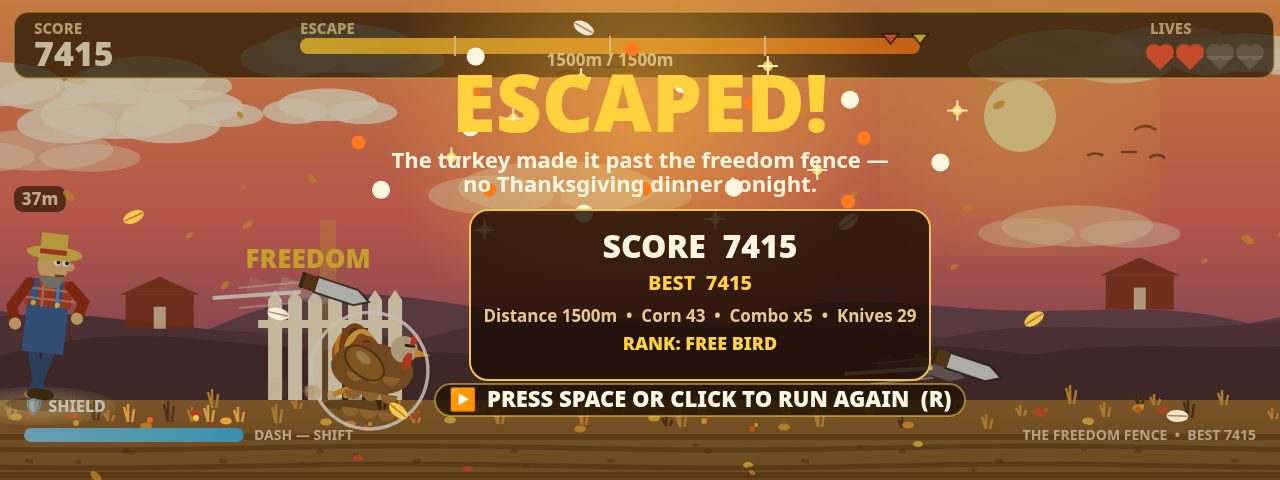 SCORE
7415
ESCAPE
1500m / 1500m
LIVES
ESCAPED!
The turkey made it past the freedom fence —
no Thanksgiving dinner tonight.
37m
FREEDOM
SCORE 7415
BEST 7415
Distance 1500m • Corn 43 • Combo x5 • Knives 29
RANK: FREE BIRD
PRESS SPACE OR CLICK TO RUN AGAIN (R)
SHIELD
DASH — SHIFT
THE FREEDOM FENCE • BEST 7415